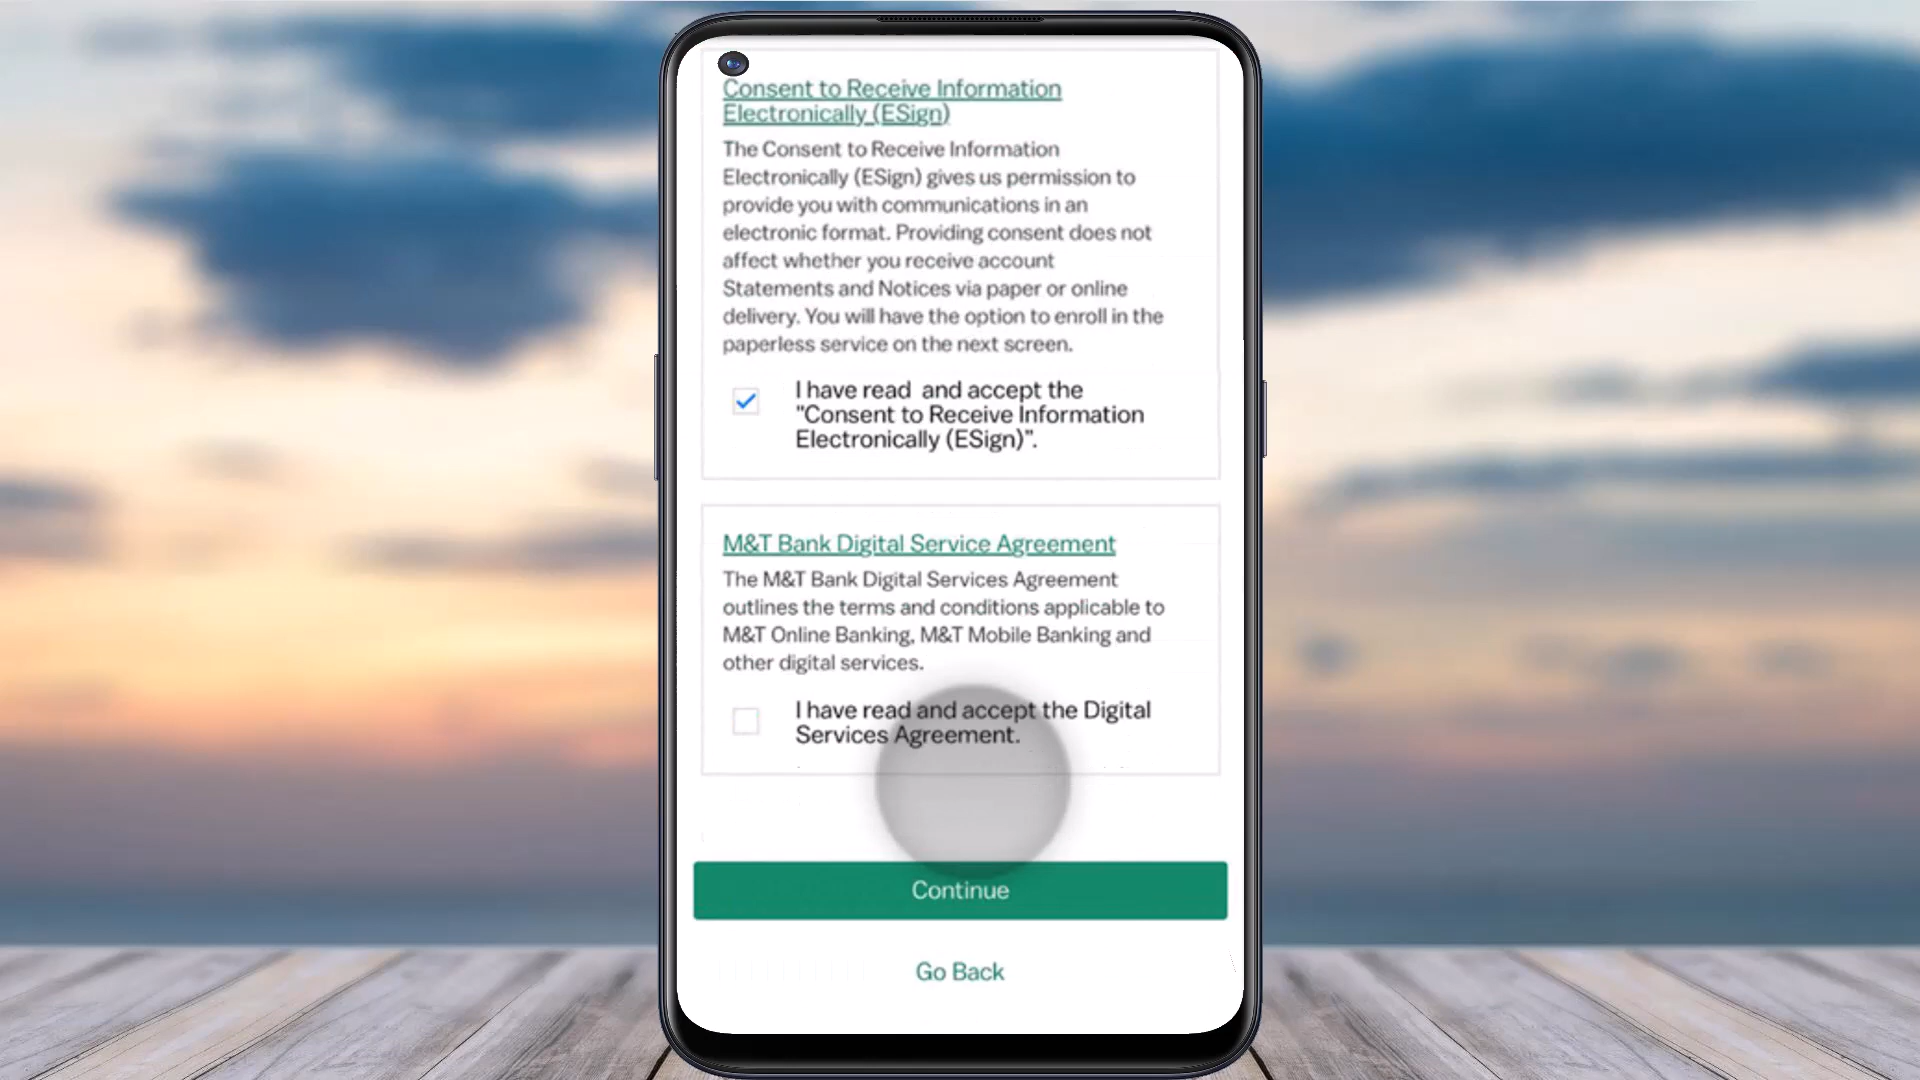 Consent to Receive Information
Electronically (ESign)
The Consent to Receive Information
Electronically (ESign) gives us permission to
provide you with communications in an
electronic format. Providing consent does not
affect whether you receive account
Statements and Notices via paper or online
delivery. You will have the option to enroll in the
paperless service on the next screen.
I have read  and accept the
"Consent to Receive Information
Electronically (ESign)".
M&T Bank Digital Service Agreement
The M&T Bank Digital Services Agreement
outlines the terms and conditions applicable to
M&T Online Banking, M&T Mobile Banking and
other digital services.
I have read and accept the Digital
Services Agreement.
Continue
Go Back